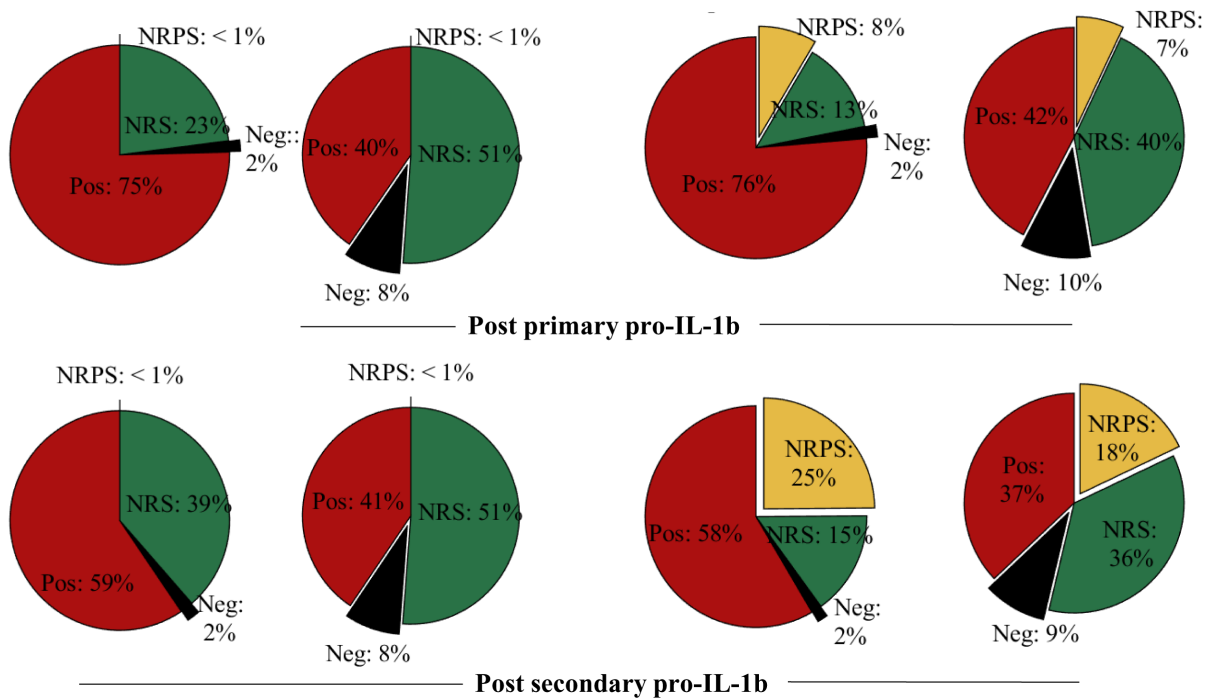 NRPS: < 1%
NRS: 23%
Neg::
2%
Pos: 75%
NRPS: < 1%
Pos: 40%
NRS: 51%
Neg: 8%
NRPS: 8%
NRS: 13%
Neg:
2%
Pos: 76%
NRPS:
7%
Pos: 42%
NRS: 40%
Neg: 10%
Post primary pro-IL-1b
NRPS: < 1%
NRS: 39%
Pos: 59%
Neg:
2%
NRPS: < 1%
Pos: 41%
NRS: 51%
Neg: 8%
NRPS:
25%
Pos: 58%
NRS: 15%
Neg:
2%
NRPS:
18%
Pos:
37%
NRS:
36%
Neg: 9%
Post secondary pro-IL-1b